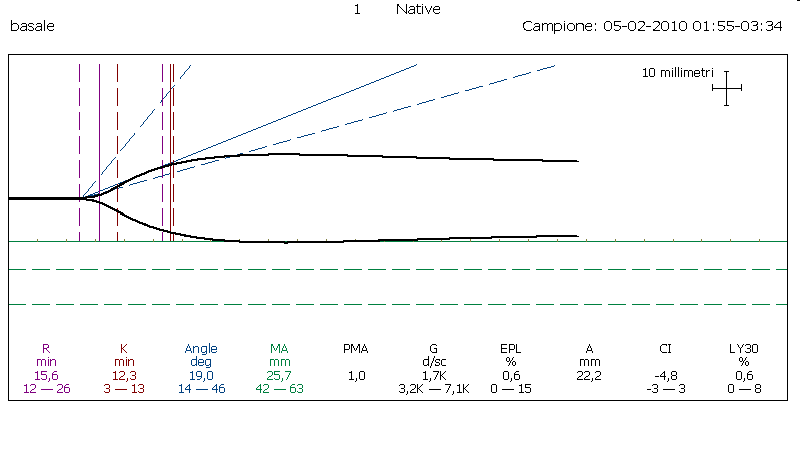 1 Native
basale
Campione: 05-02-2010 01:55-03:34
10 millimetri
R K Angle MA PMA G EPL A CI LY30
min min deg mm d/sc % mm %
15,6 12,3 19,0 25,7 1,0 1,7K 0,6 22,2 -4,8 0,6
12 — 26 3 — 13 14 — 46 42 — 63 3,2K — 7,1K 0 — 15 -3 — 3 0 — 8